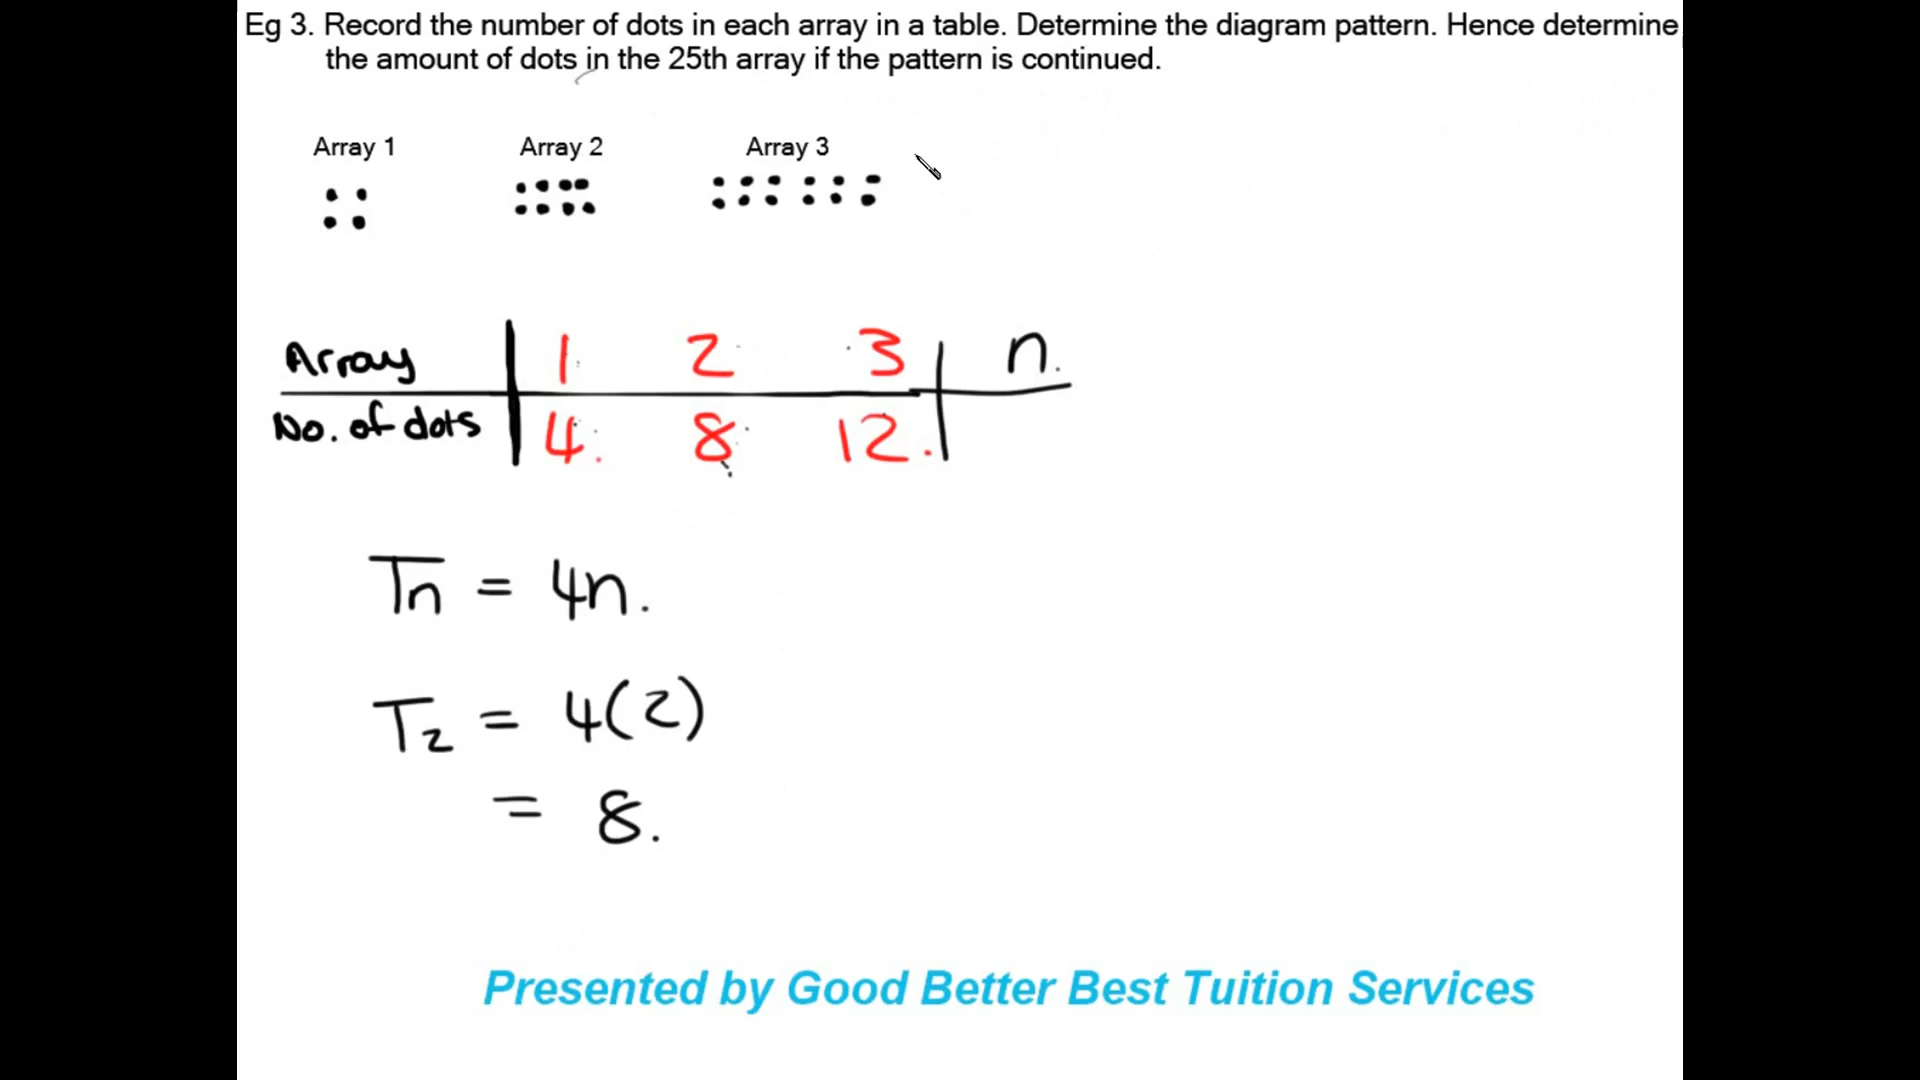 Eg 3. Record the number of dots in each array in a table. Determine the diagram pattern. Hence determine
the amount of dots in the 25th array if the pattern is continued.
Array 1 Array 2 Array 3
Array 1. 2 3 n.
No. of dots 4. 8 12.
Tn = 4n.
T2 = 4(2)
= 8.
Presented by Good Better Best Tuition Services